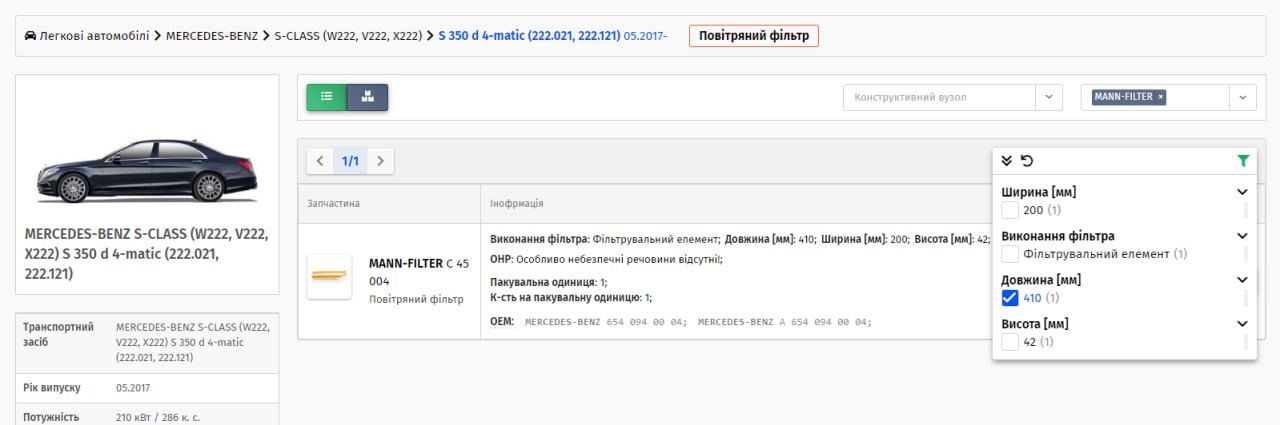 Легкові автомобілі MERCEDES-BENZ S-CLASS (W222, V222, X222) S 350 d 4-matic (222.021, 222.121) 05.2017- Повітряний фільтр
Конструктивний вузол
MANN-FILTER ×
MERCEDES-BENZ S-CLASS (W222, V222,
X222) S 350 d 4-matic (222.021,
222.121)
Транспортний
засіб
MERCEDES-BENZ S-CLASS (W222,
V222, X222) S 350 d 4-matic
(222.021, 222.121)
Рік випуску
05.2017
Потужність
210 кВт / 286 к. с.
1/1
Запчастина
Інофрмація
MANN-FILTER C 45
004
Повітряний фільтр
Виконання фільтра: Фільтрувальний елемент; Довжина [мм]: 410; Ширина [мм]: 200; Висота [мм]: 42;
ОНР: Особливо небезпечні речовини відсутні!;
Пакувальна одиниця: 1;
К-сть на пакувальну одиницю: 1;
OEM: MERCEDES-BENZ 654 094 00 04; MERCEDES-BENZ A 654 094 00 04;
Ширина [мм]
200 (1)
Виконання фільтра
Фільтрувальний елемент (1)
Довжина [мм]
410 (1)
Висота [мм]
42 (1)